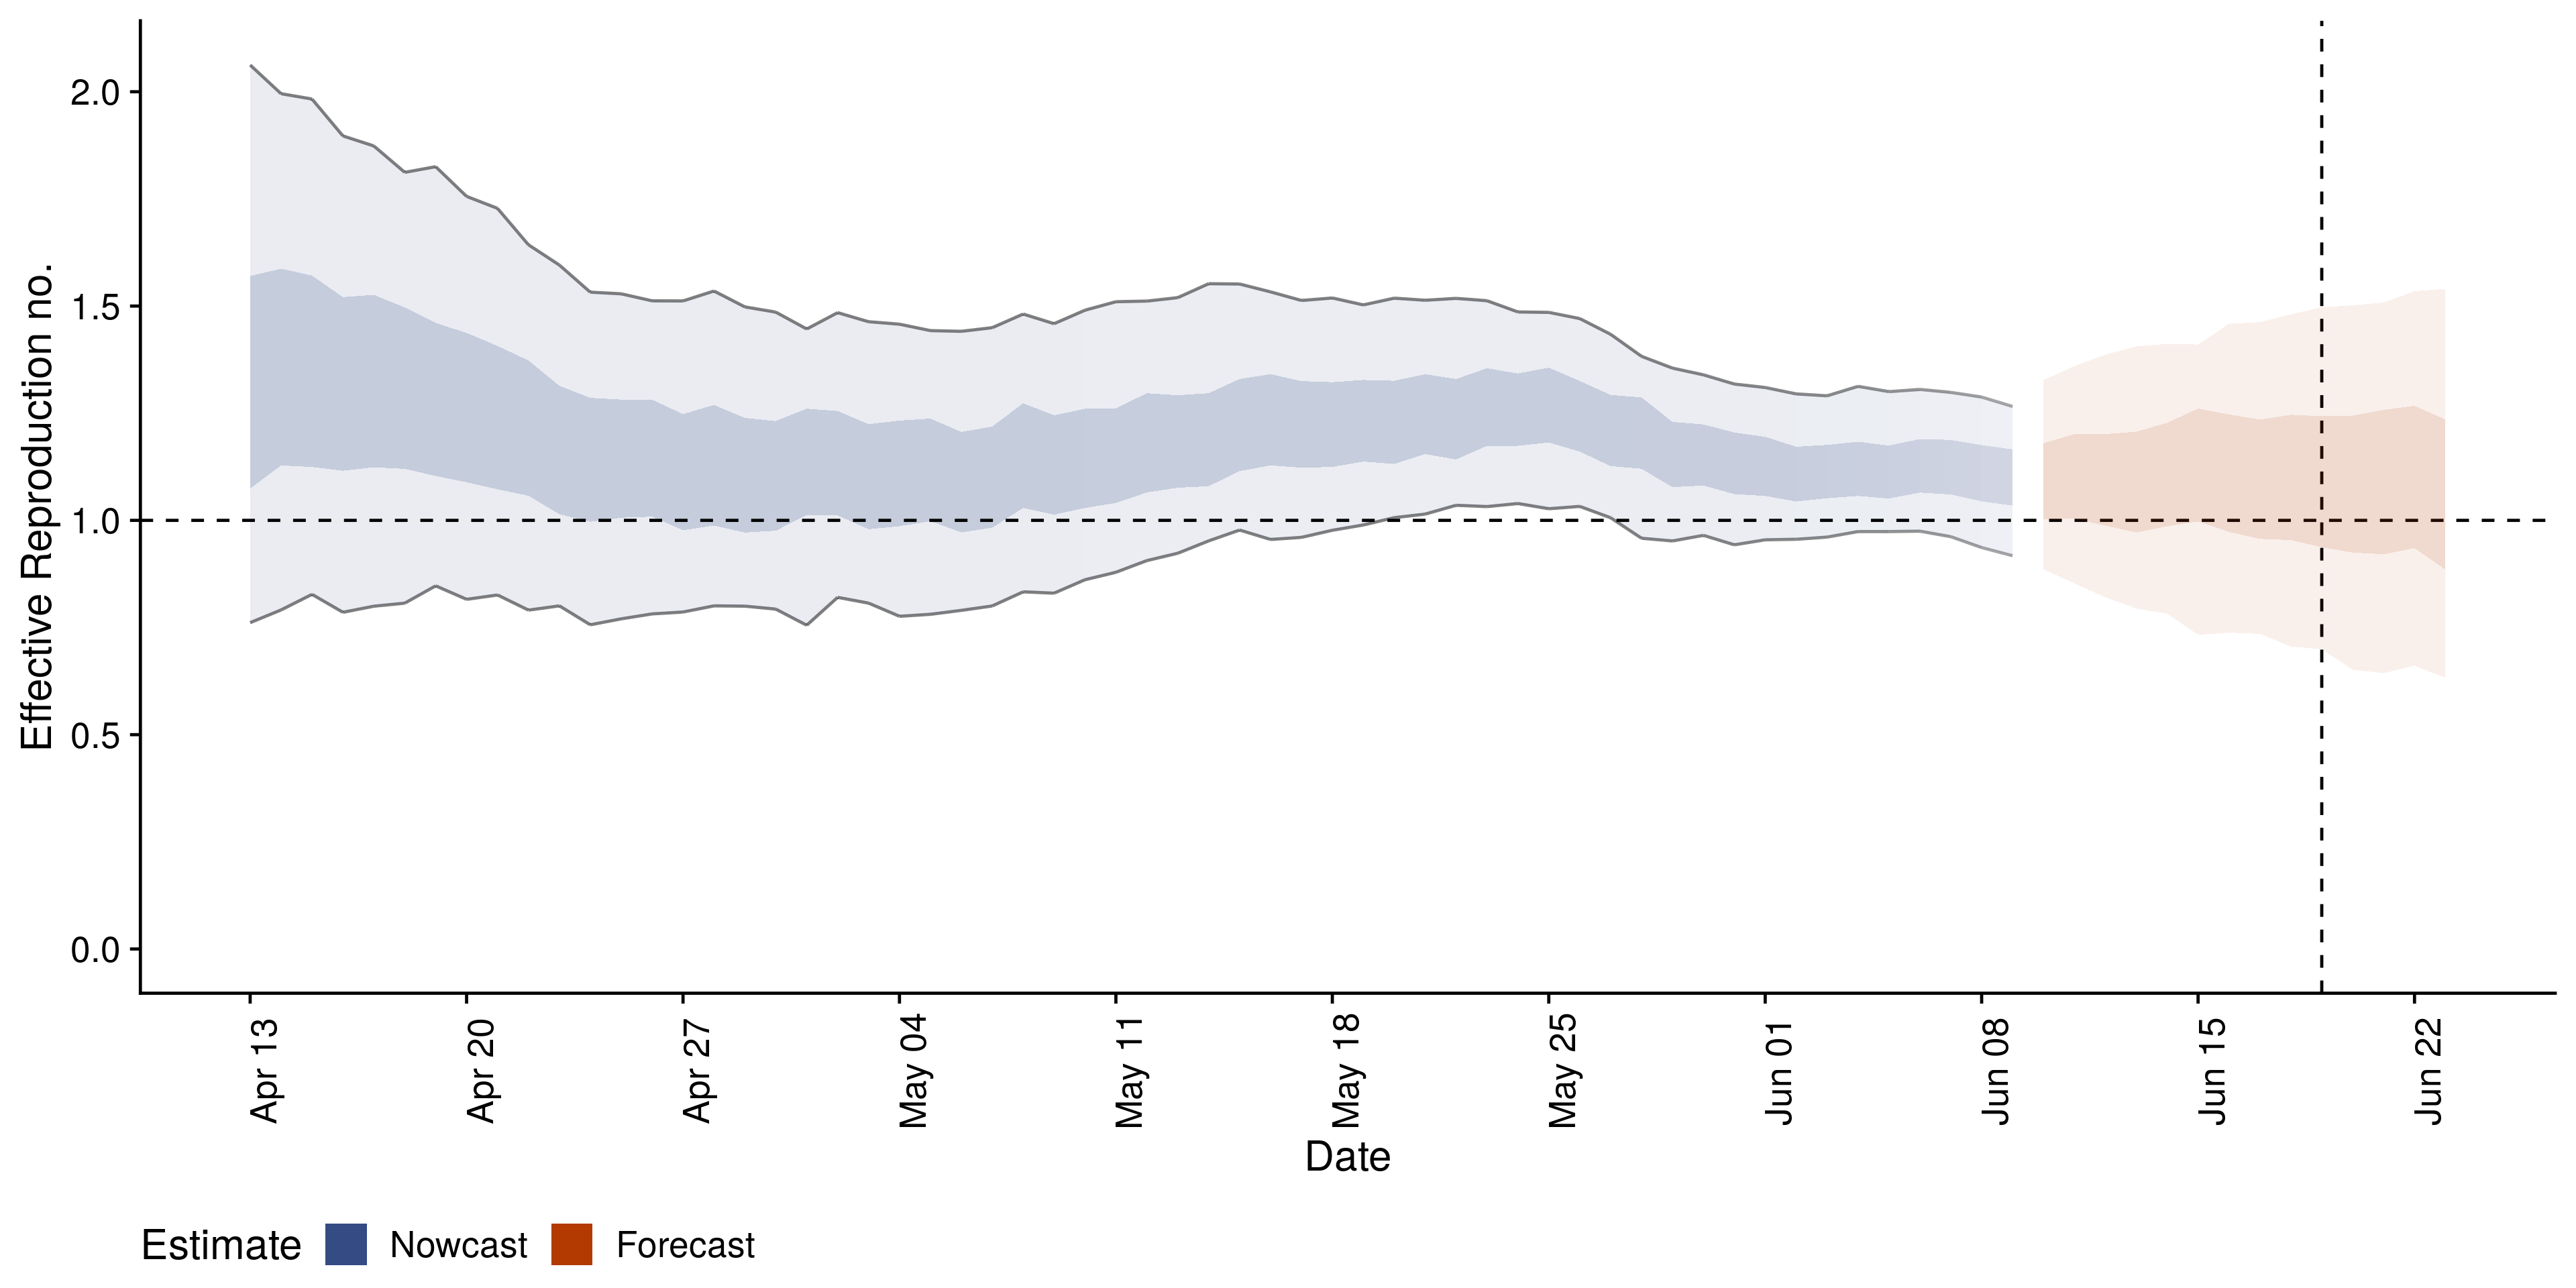 Effective Reproduction no.
2.0
1.5
1.0
0.5
0.0
Apr 13
Apr 20
Apr 27
May 04
May 11
May 18
May 25
Jun 01
Jun 08
Jun 15
Jun 22
Date
Estimate Nowcast Forecast